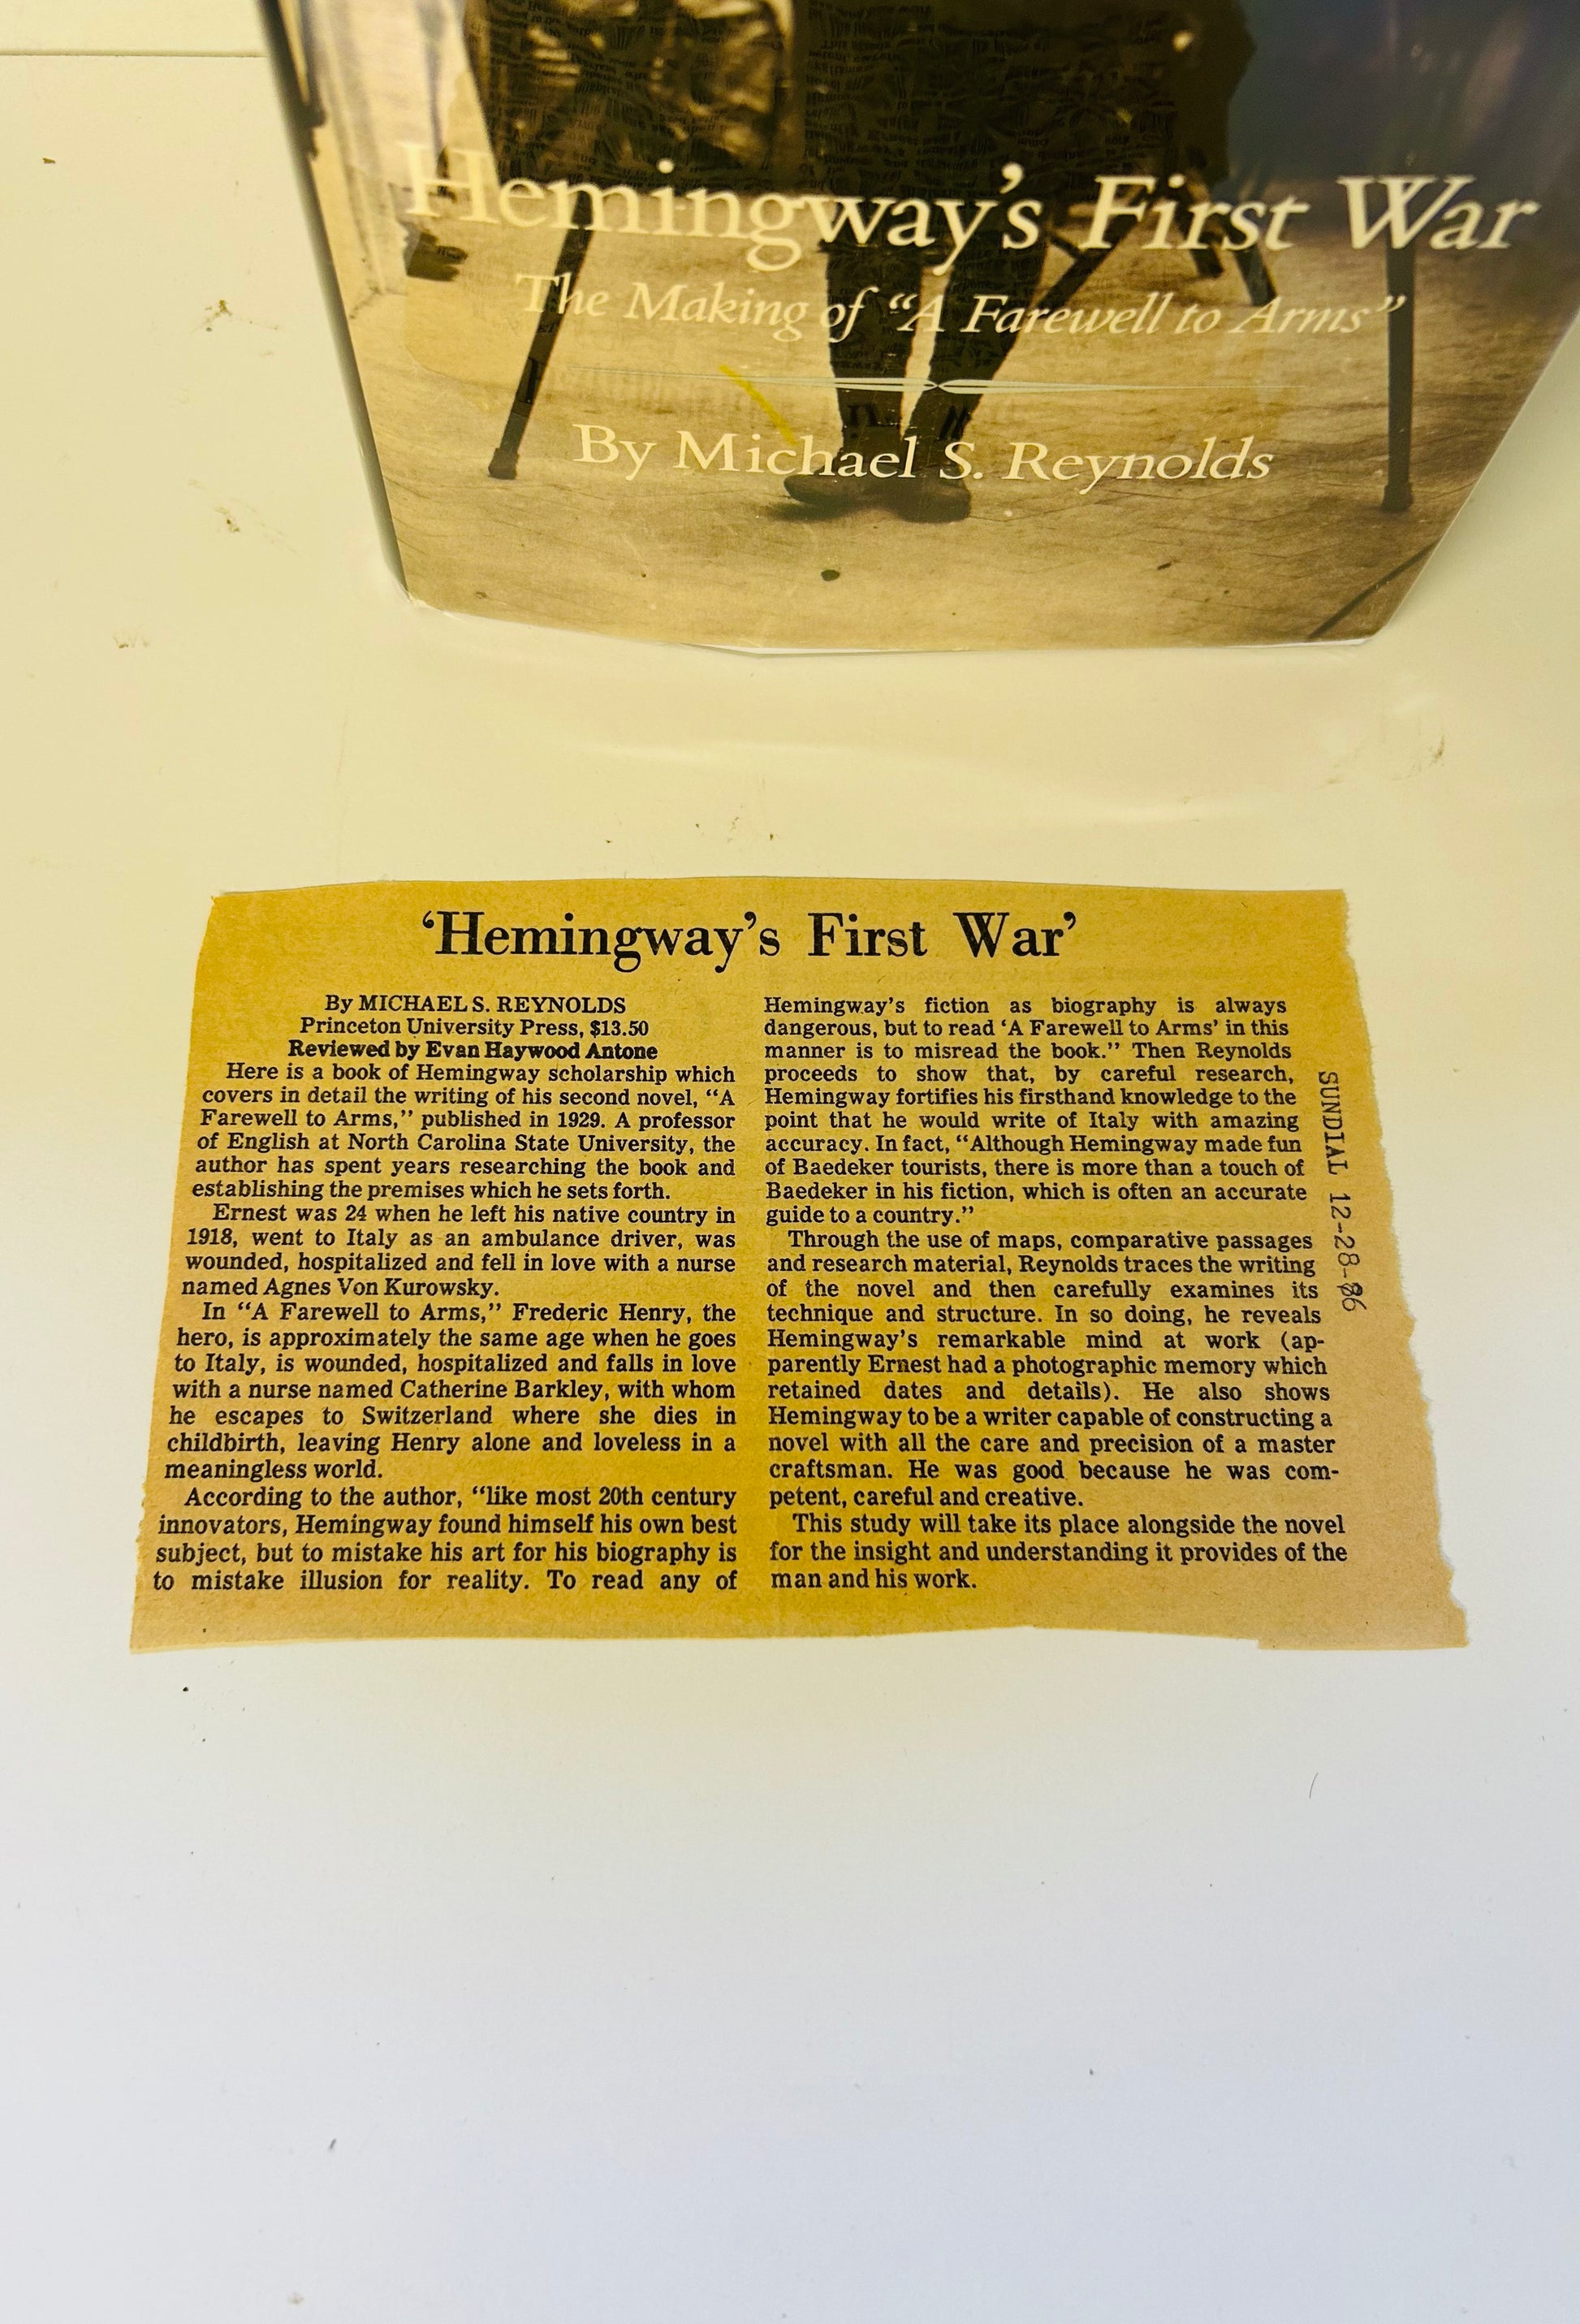 Hemingway's First War
The Making of “A Farewell to Arms”
By Michael S. Reynolds
‘Hemingway’s First War’
By MICHAEL S. REYNOLDS
Princeton University Press, $13.50
Reviewed by Evan Haywood Antone
Here is a book of Hemingway scholarship which
covers in detail the writing of his second novel, “A
Farewell to Arms,” published in 1929. A professor
of English at North Carolina State University, the
author has spent years researching the book and
establishing the premises which he sets forth.
Ernest was 24 when he left his native country in
1918, went to Italy as an ambulance driver, was
wounded, hospitalized and fell in love with a nurse
named Agnes Von Kurowsky.
In “A Farewell to Arms,” Frederic Henry, the
hero, is approximately the same age when he goes
to Italy, is wounded, hospitalized and falls in love
with a nurse named Catherine Barkley, with whom
he escapes to Switzerland where she dies in
childbirth, leaving Henry alone and loveless in a
meaningless world.
According to the author, “like most 20th century
innovators, Hemingway found himself his own best
subject, but to mistake his art for his biography is
to mistake illusion for reality. To read any of
Hemingway’s fiction as biography is always
dangerous, but to read ‘A Farewell to Arms’ in this
manner is to misread the book.” Then Reynolds
proceeds to show that, by careful research,
Hemingway fortifies his firsthand knowledge to the
point that he would write of Italy with amazing
accuracy. In fact, “Although Hemingway made fun
of Baedeker tourists, there is more than a touch of
Baedeker in his fiction, which is often an accurate
guide to a country.”
Through the use of maps, comparative passages
and research material, Reynolds traces the writing
of the novel and then carefully examines its
technique and structure. In so doing, he reveals
Hemingway’s remarkable mind at work (ap-
parently Ernest had a photographic memory which
retained dates and details). He also shows
Hemingway to be a writer capable of constructing a
novel with all the care and precision of a master
craftsman. He was good because he was com-
petent, careful and creative.
This study will take its place alongside the novel
for the insight and understanding it provides of the
man and his work.
SUNDIAL 12-28-